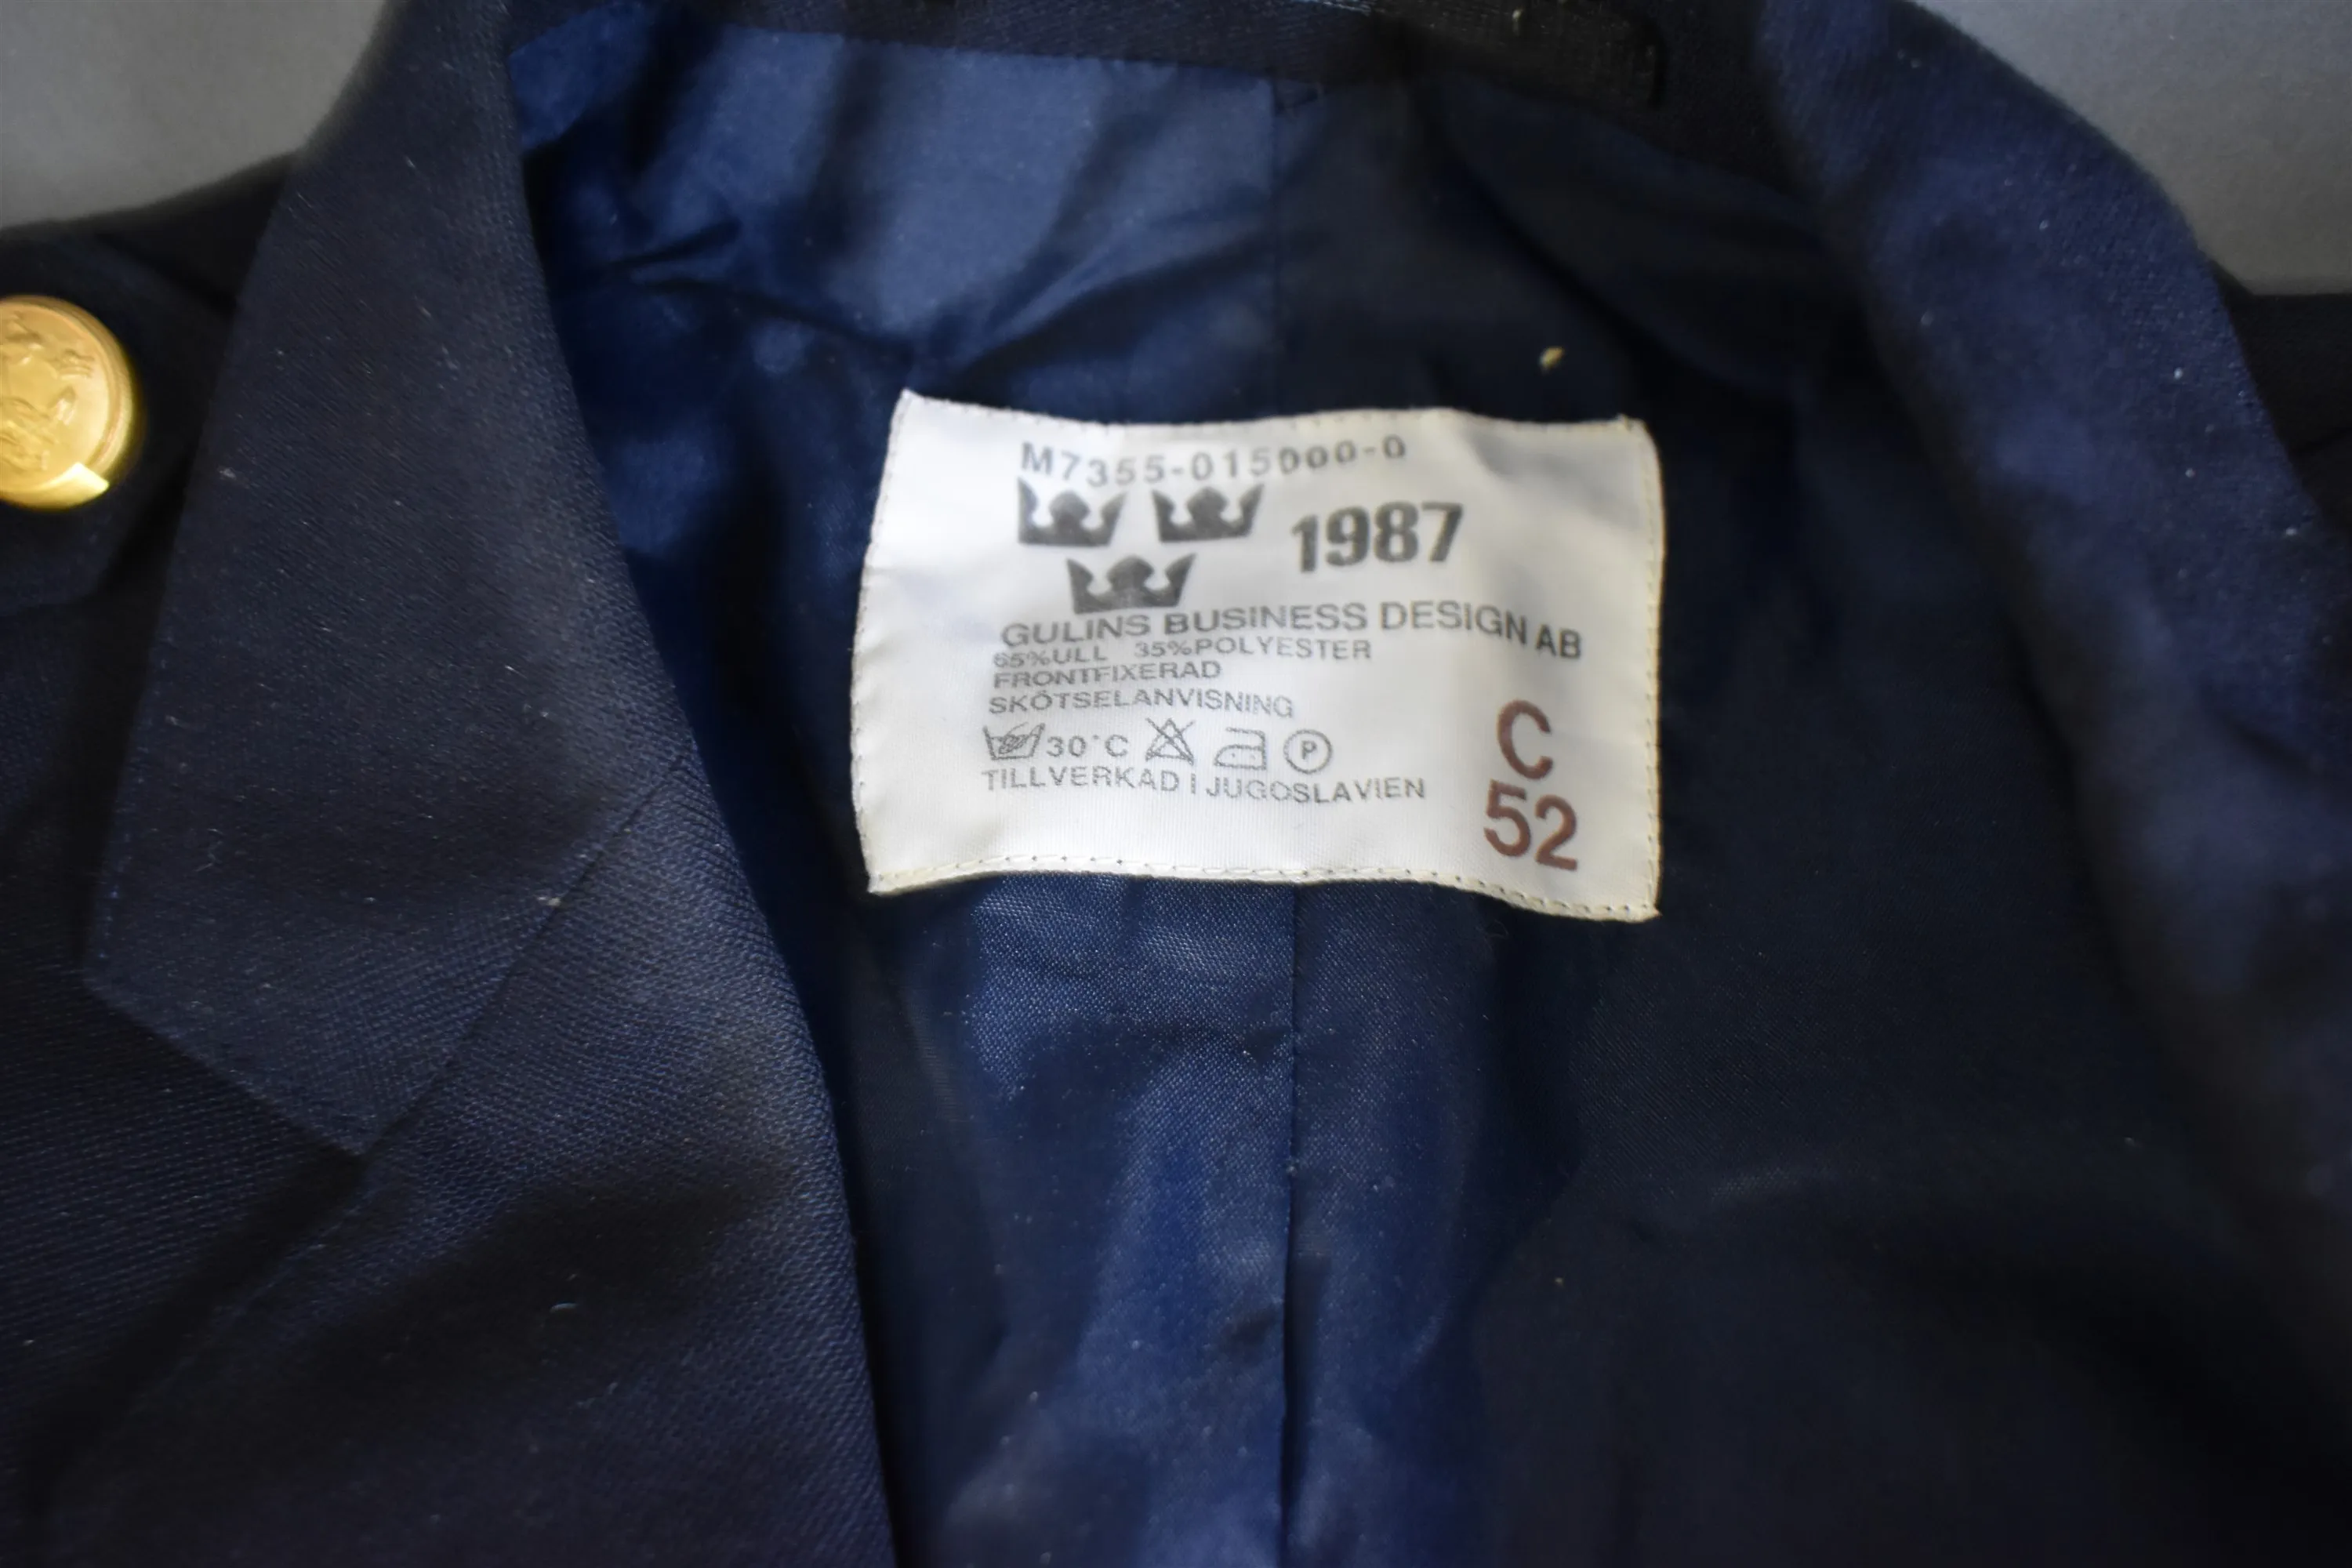 M7355-015000-0
1987
GULINS BUSINESS DESIGN AB
65%ULL 35%POLYESTER
FRONTFIXERAD
SKÖTSELANVISNING
30°C P
TILLVERKAD I JUGOSLAVIEN
C
52